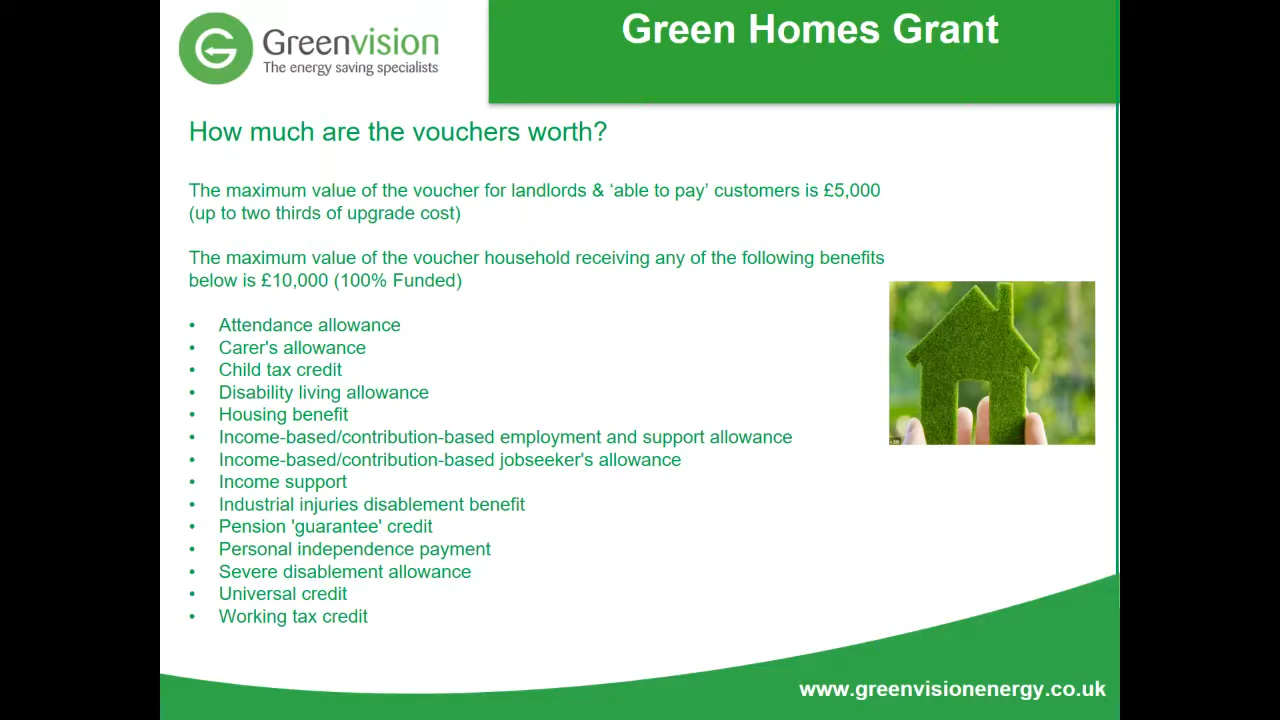 Greenvision
The energy saving specialists
Green Homes Grant
How much are the vouchers worth?
The maximum value of the voucher for landlords & ‘able to pay’ customers is £5,000
(up to two thirds of upgrade cost)
The maximum value of the voucher household receiving any of the following benefits
below is £10,000 (100% Funded)
• Attendance allowance
• Carer's allowance
• Child tax credit
• Disability living allowance
• Housing benefit
• Income-based/contribution-based employment and support allowance
• Income-based/contribution-based jobseeker's allowance
• Income support
• Industrial injuries disablement benefit
• Pension 'guarantee' credit
• Personal independence payment
• Severe disablement allowance
• Universal credit
• Working tax credit
www.greenvisionenergy.co.uk